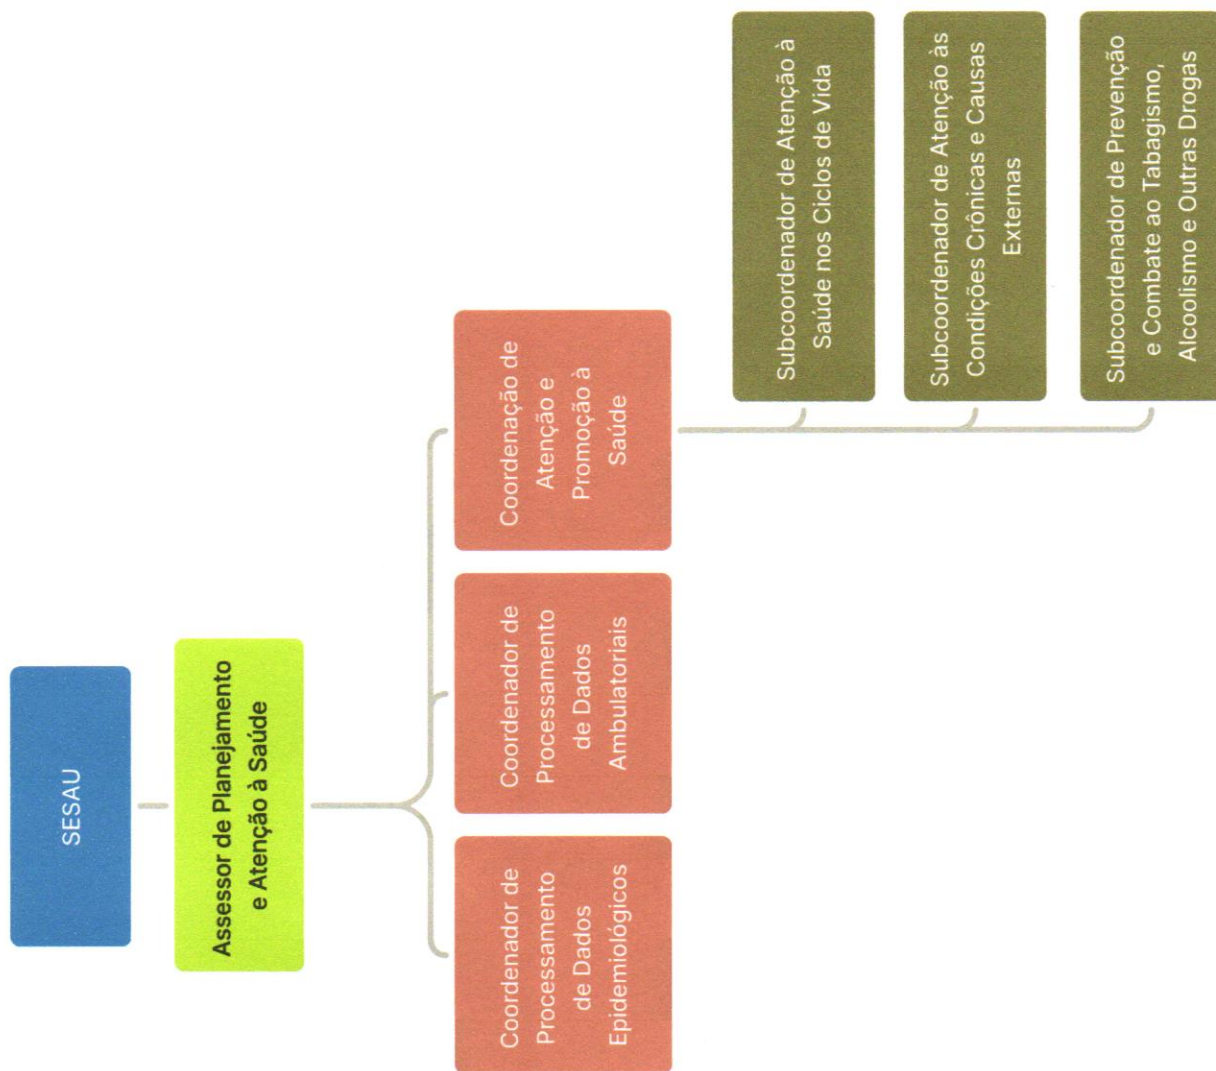 SESAU
Assessor de Planejamento
e Atenção à Saúde
Coordenador de
Processamento
de Dados
Epidemiológicos
Coordenador de
Processamento
de Dados
Ambulatoriais
Coordenação de
Atenção e
Promoção à
Saúde
Subcoordenador de Atenção à
Saúde nos Ciclos de Vida
Subcoordenador de Atenção às
Condições Crônicas e Causas
Externas
Subcoordenador de Prevenção
e Combate ao Tabagismo,
Alcoolismo e Outras Drogas